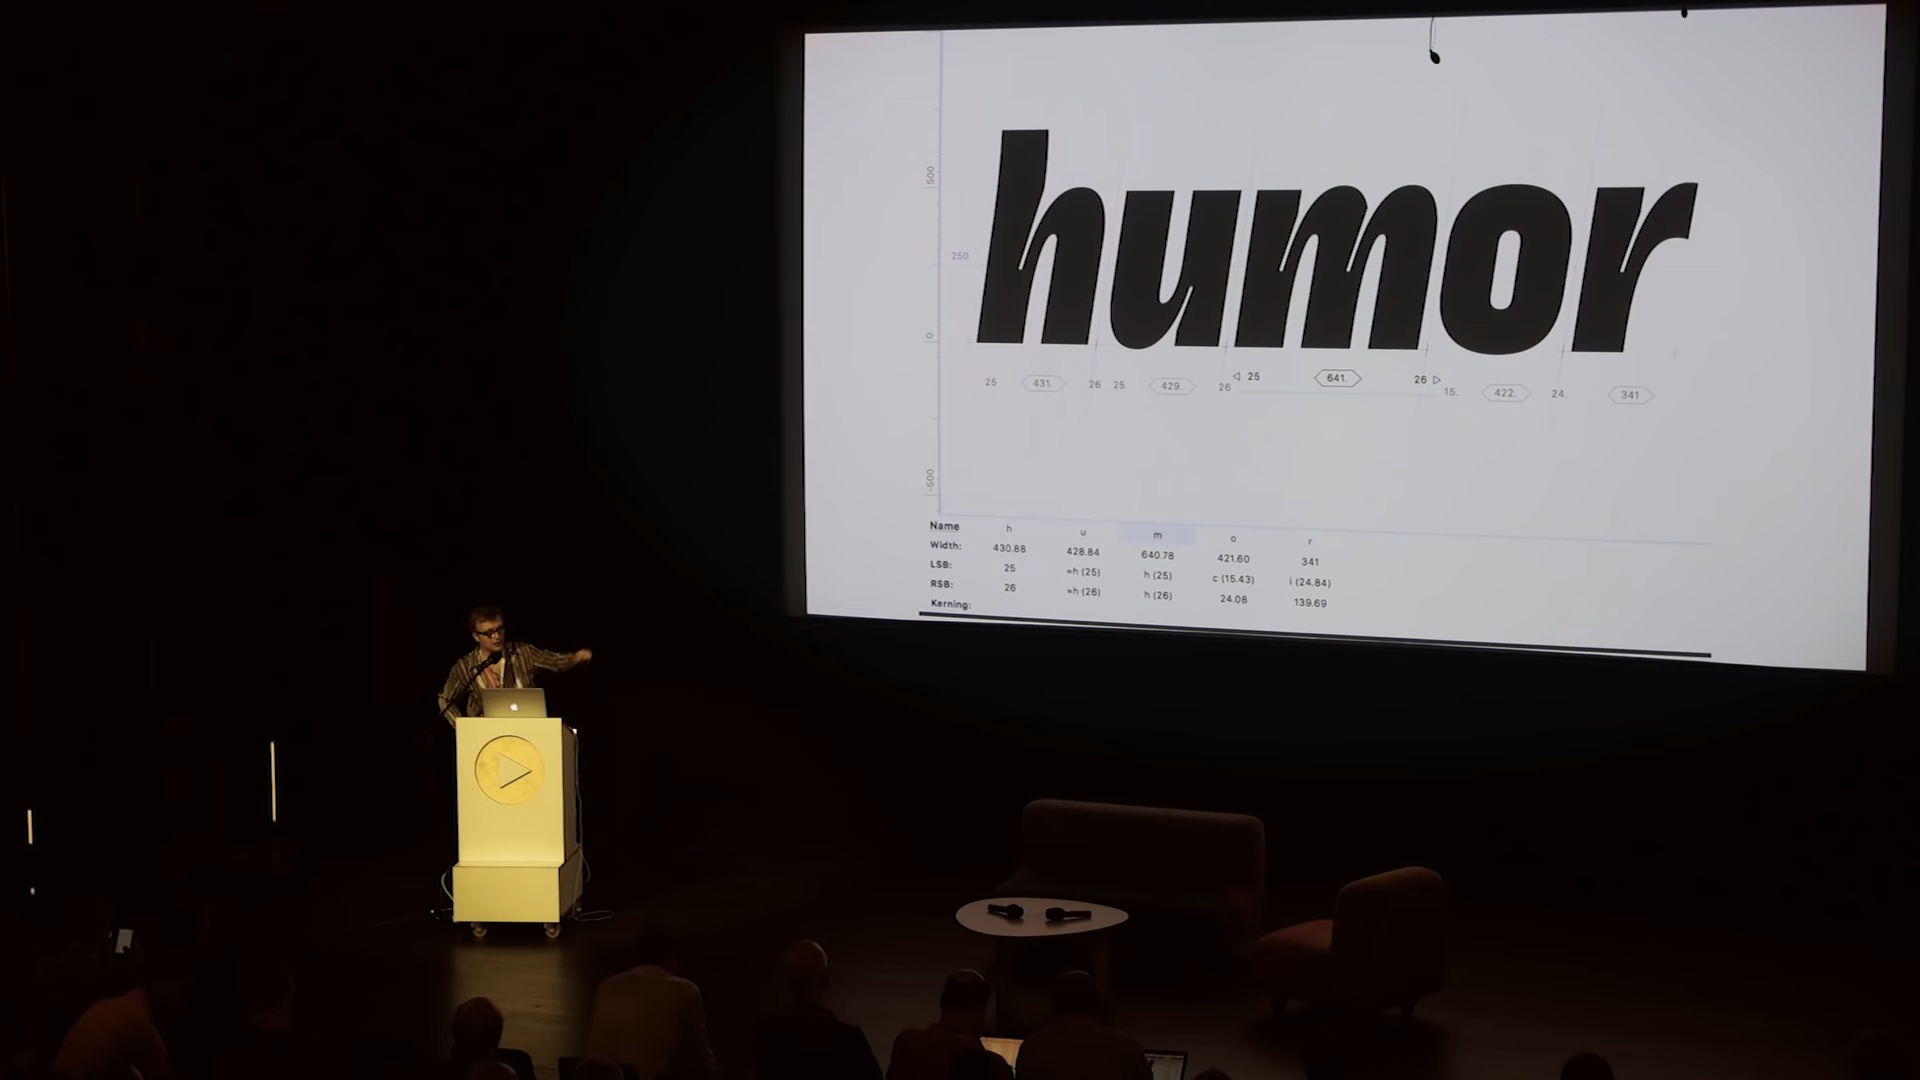 500
humor
250
0
25 431. 26 25 429. 26 25 641. 26 15. 422. 24. 341
-500
Name h u m o r
Width: 430.88 428.84 640.78 421.60 341
LSB: 25 =h (25) h (25) c (15.43) i (24.84)
RSB: 26 =h (26) h (26) 24.08 139.69
Kerning: